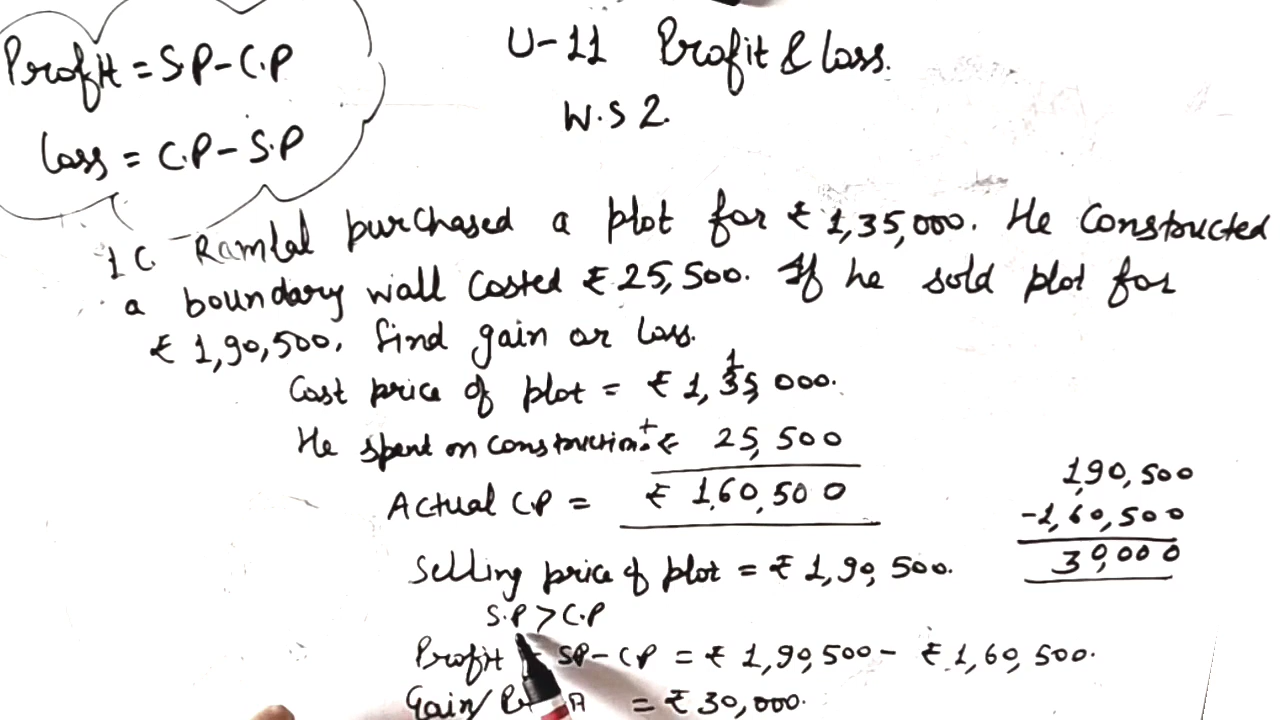 Profit = S.P - C.P
Loss = C.P - S.P
U-11 Profit & Loss.
W.S 2.
1 C. Ramlal purchased a plot for ₹ 1,35,000. He Constructed
a boundary wall Costed ₹ 25,500. If he sold plot for
₹ 1,90,500. find gain or loss.
1
Cost price of plot = ₹ 1,35,000.
He spent on construction. + ₹ 25,500
Actual C.P = ₹ 1,60,500
1,90,500
-1,60,500
30,000
Selling price of plot = ₹ 1,90,500.
S.P > C.P
Profit = SP - CP = ₹ 1,90,500 - ₹ 1,60,500.
Gain/ = ₹ 30,000.